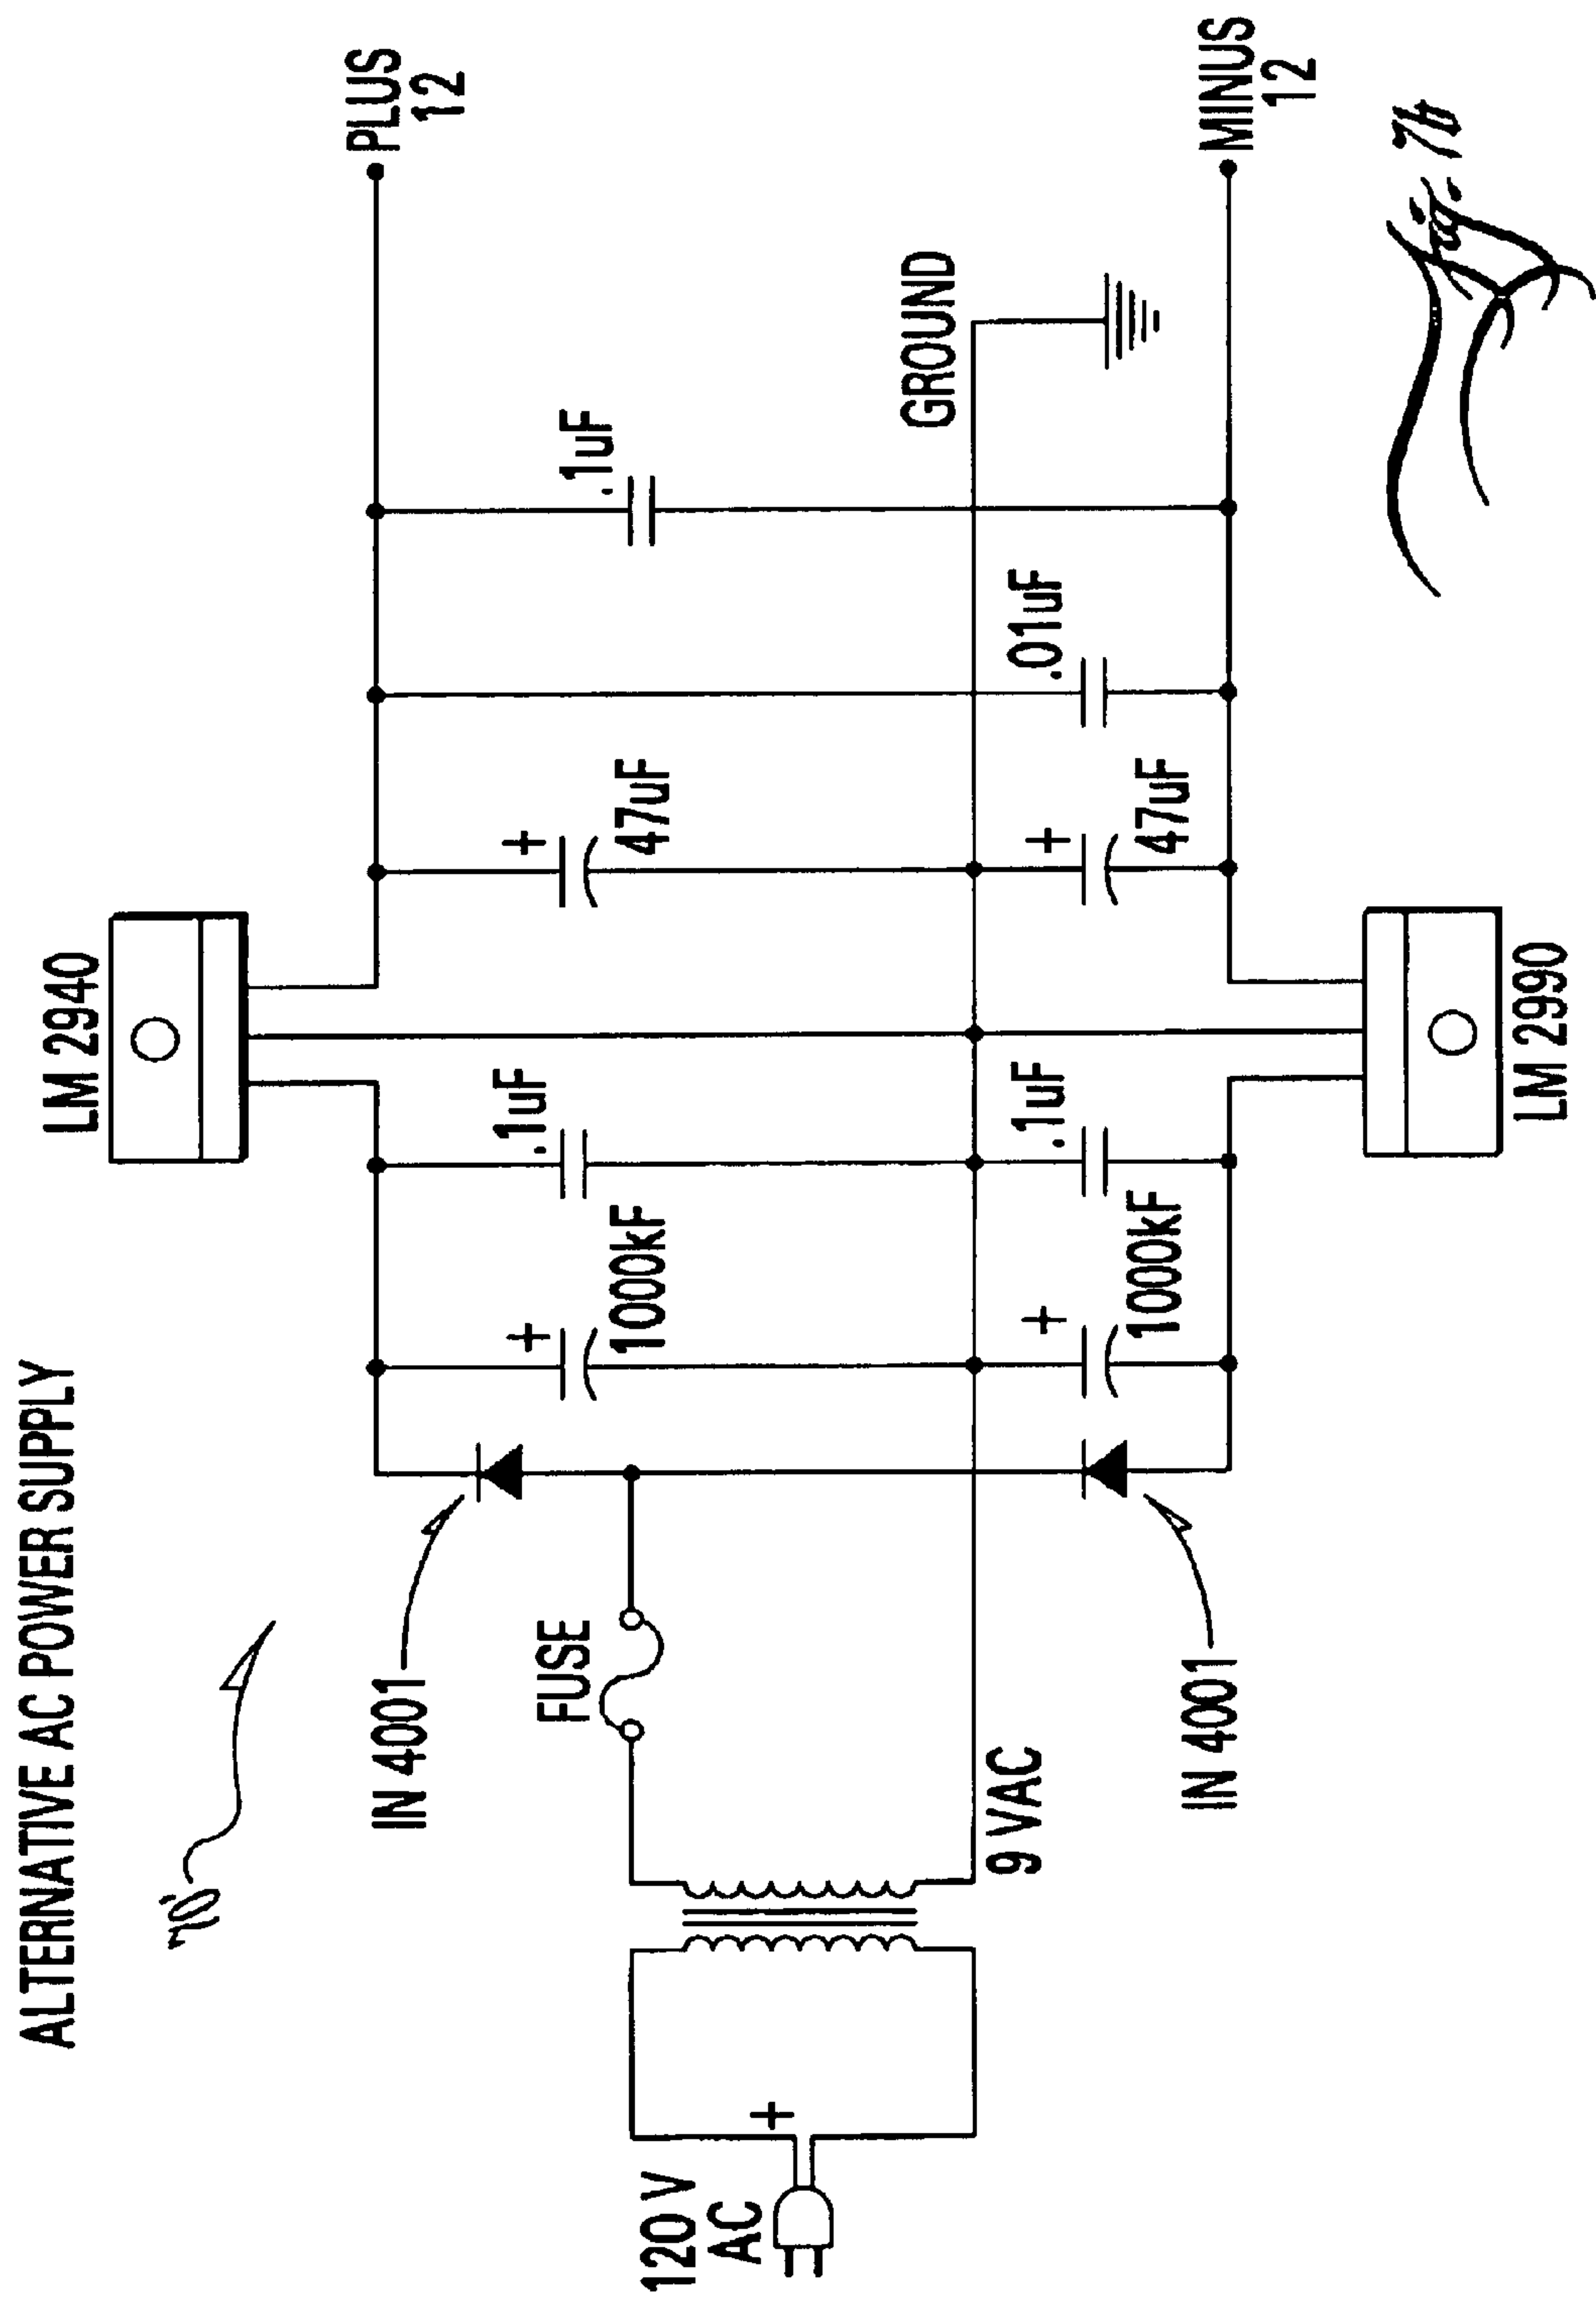 ALTERNATIVE AC POWER SUPPLY
70'
LM 2940
PLUS
12
IN 4001
+
1000kF
.1uF
+
47uF
.1uF
FUSE
120 V
AC
+
9 VAC
GROUND
+
1000kF
.1uF
+
47uF
.01uF
IN 4001
MINUS
12
LM 2990
Fig. 7b